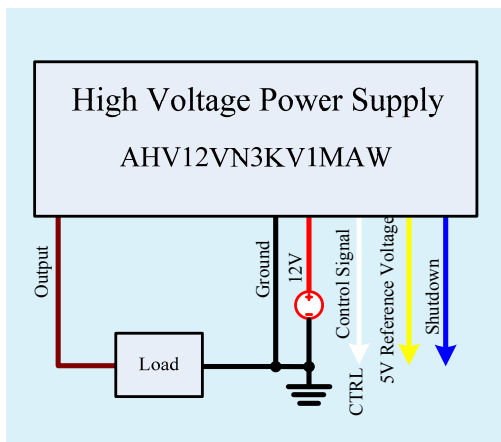 High Voltage Power Supply
AHV12VN3KV1MAW
Output
Ground
12V
Control Signal
CTRL
5V Reference Voltage
Shutdown
+
-
Load